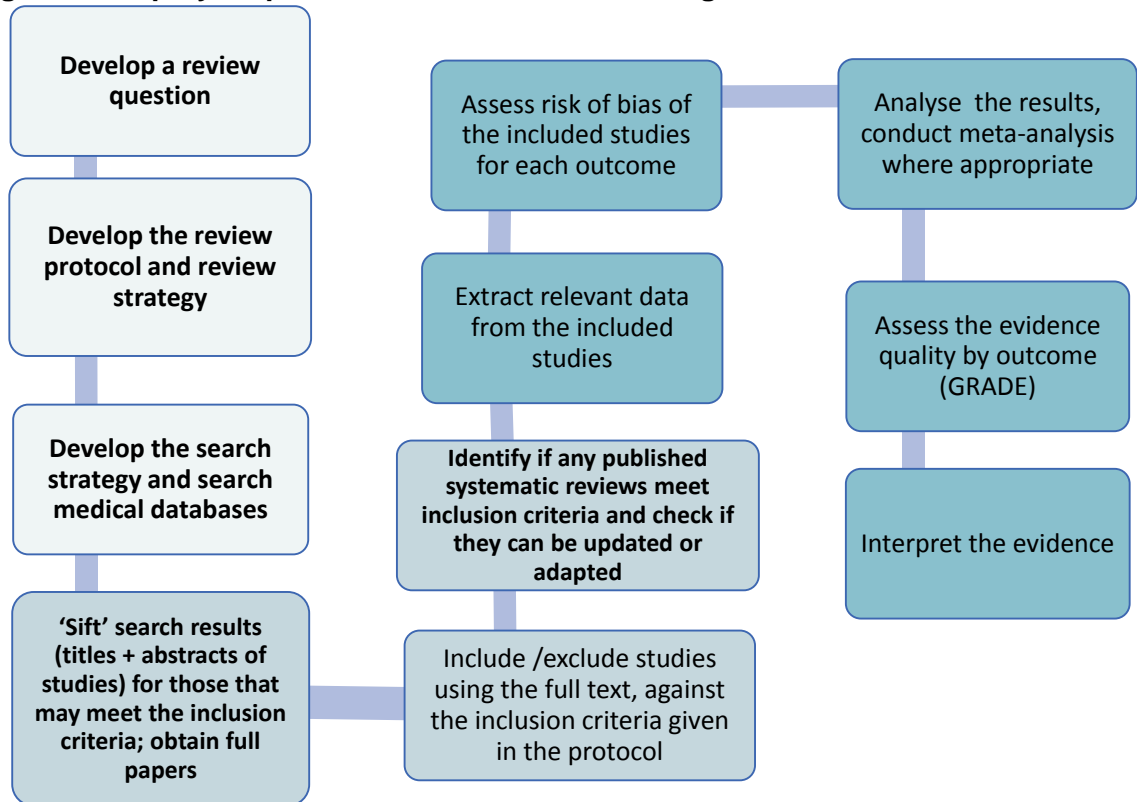 Develop a review
question
Develop the review
protocol and review
strategy
Develop the search
strategy and search
medical databases
‘Sift’ search results
(titles + abstracts of
studies) for those that
may meet the inclusion
criteria; obtain full
papers
Include /exclude studies
using the full text, against
the inclusion criteria given
in the protocol
Identify if any published
systematic reviews meet
inclusion criteria and check if
they can be updated or
adapted
Extract relevant data
from the included
studies
Assess risk of bias of
the included studies
for each outcome
Analyse the results,
conduct meta-analysis
where appropriate
Assess the evidence
quality by outcome
(GRADE)
Interpret the evidence